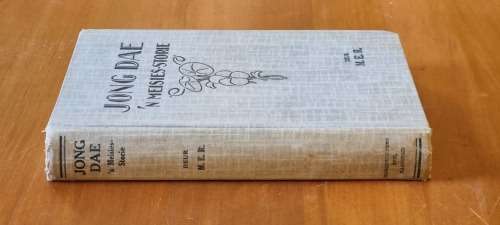 JONG DAE
'N MEISIES-STORIE
DEUR
M.E.R.
JONG
DAE
'n Meisies-
Storie
DEUR
M. E. R.